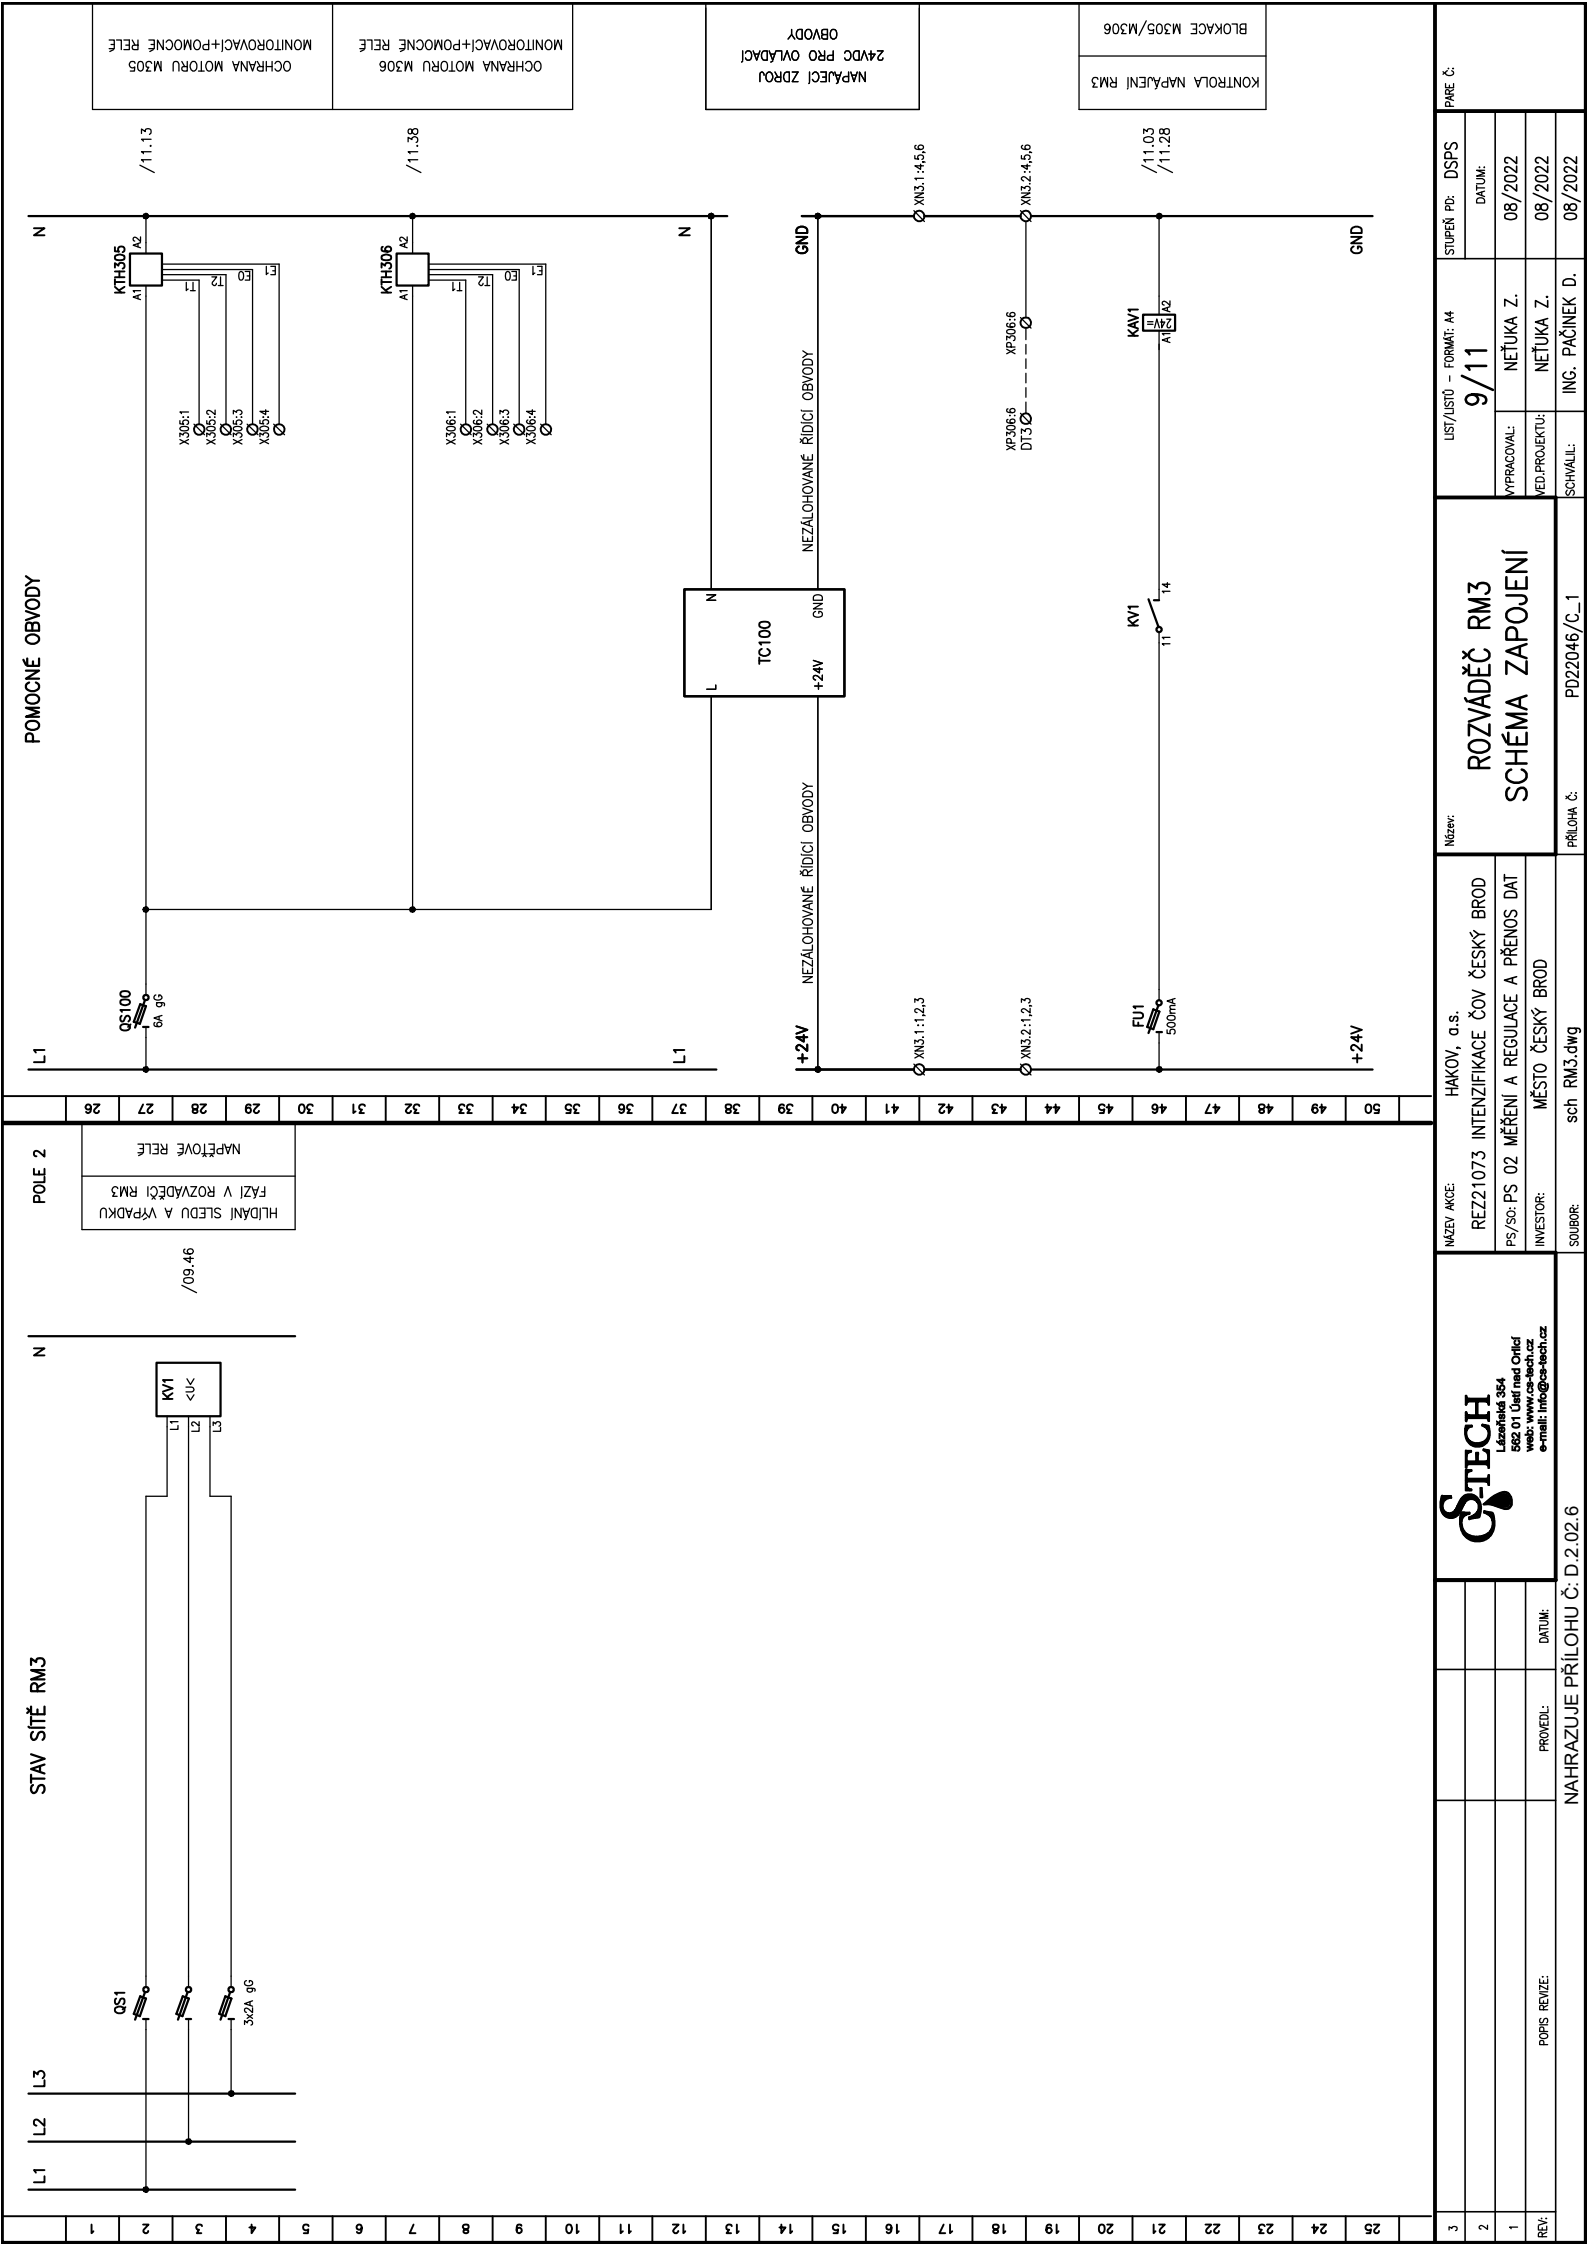 STAV SÍTĚ RM3
POLE 2
L1
L2
L3
N
QS1
3x2A gG
KV1
<U<
L1
L2
L3
/09.46
HLÍDÁNÍ SLEDU A VÝPADKU
FÁZÍ V ROZVÁDĚČI RM3
NAPĚŤOVÉ RELÉ
1
2
3
4
5
6
7
8
9
10
11
12
13
14
15
16
17
18
19
20
21
22
23
24
25
POMOCNÉ OBVODY
L1
N
QS100
6A gG
KTH305
A1
A2
T1
T2
E0
E1
X305:1
X305:2
X305:3
X305:4
/11.13
OCHRANA MOTORU M305
MONITOROVACÍ+POMOCNÉ RELÉ
KTH306
A1
A2
T1
T2
E0
E1
X306:1
X306:2
X306:3
X306:4
/11.38
OCHRANA MOTORU M306
MONITOROVACÍ+POMOCNÉ RELÉ
L1
N
L
N
TC100
+24V
GND
NAPÁJECÍ ZDROJ
24VDC PRO OVLÁDACÍ
OBVODY
+24V
NEZÁLOHOVANÉ ŘÍDICÍ OBVODY
NEZÁLOHOVANÉ ŘÍDICÍ OBVODY
GND
XN3.1:1,2,3
XN3.1:4,5,6
XN3.2:1,2,3
XN3.2:4,5,6
XP306:6
DT3
XP306:6
FU1
500mA
KV1
11
14
KAV1
24V=
A1
A2
/11.03
/11.28
KONTROLA NAPÁJENÍ RM3
BLOKACE M305/M306
+24V
GND
26
27
28
29
30
31
32
33
34
35
36
37
38
39
40
41
42
43
44
45
46
47
48
49
50
3
2
1
REV:
POPIS REVIZE:
PROVEDL:
DATUM:
NAHRAZUJE PŘÍLOHU Č: D.2.02.6
CS-TECH
Lázeňská 354
562 01 Ústí nad Orlicí
web: www.cs-tech.cz
e-mail: info@cs-tech.cz
NÁZEV AKCE:
HAKOV, a.s.
REZ21073 INTENZIFIKACE ČOV ČESKÝ BROD
PS/SO: PS 02 MĚŘENÍ A REGULACE A PŘENOS DAT
INVESTOR:
MĚSTO ČESKÝ BROD
SOUBOR:
sch RM3.dwg
Název:
ROZVÁDĚČ RM3
SCHÉMA ZAPOJENÍ
PŘÍLOHA Č:
PD22046/C_1
LIST/LISTŮ - FORMÁT: A4
9/11
STUPEŇ PD: DSPS
DATUM:
PARE Č:
VYPRACOVAL:
NEŤUKA Z.
08/2022
VED.PROJEKTU:
NEŤUKA Z.
08/2022
SCHVÁLIL:
ING. PAČINEK D.
08/2022